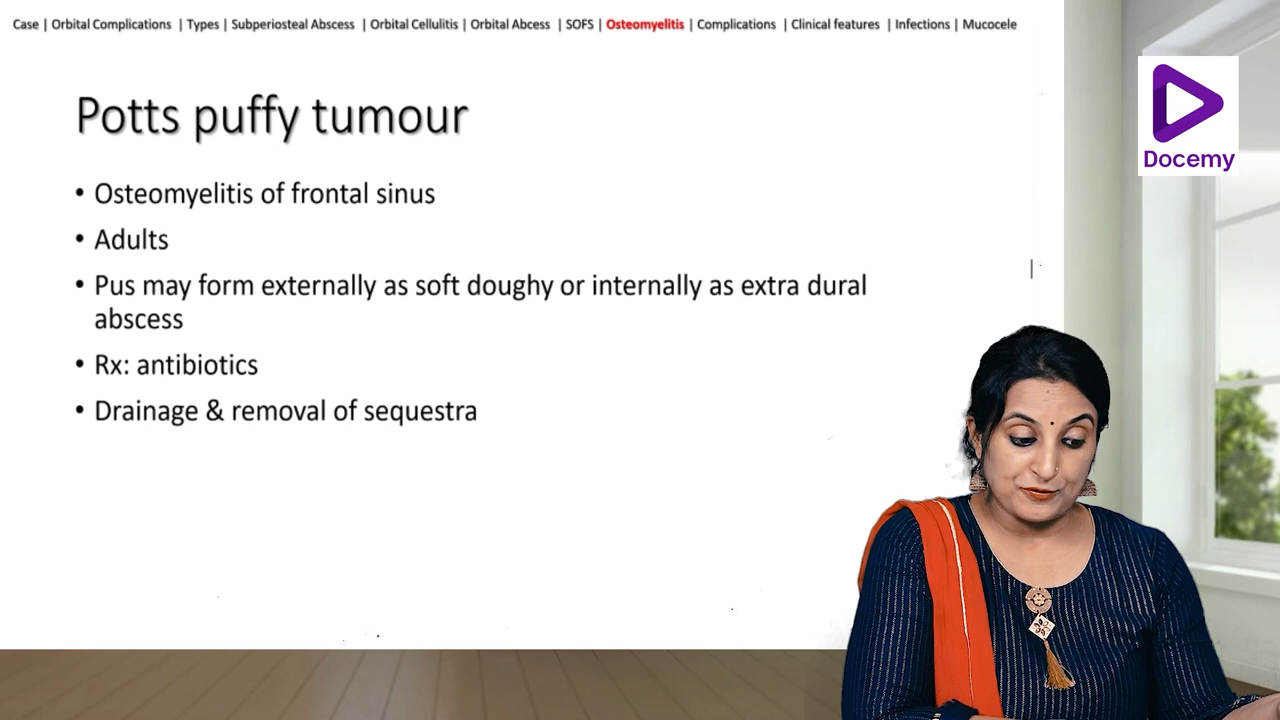 Case | Orbital Complications | Types | Subperiosteal Abscess | Orbital Cellulitis | Orbital Abcess | SOFS | Osteomyelitis | Complications | Clinical features | Infections | Mucocele
Potts puffy tumour
• Osteomyelitis of frontal sinus
• Adults
• Pus may form externally as soft doughy or internally as extra dural
abscess
• Rx: antibiotics
• Drainage & removal of sequestra
Docemy